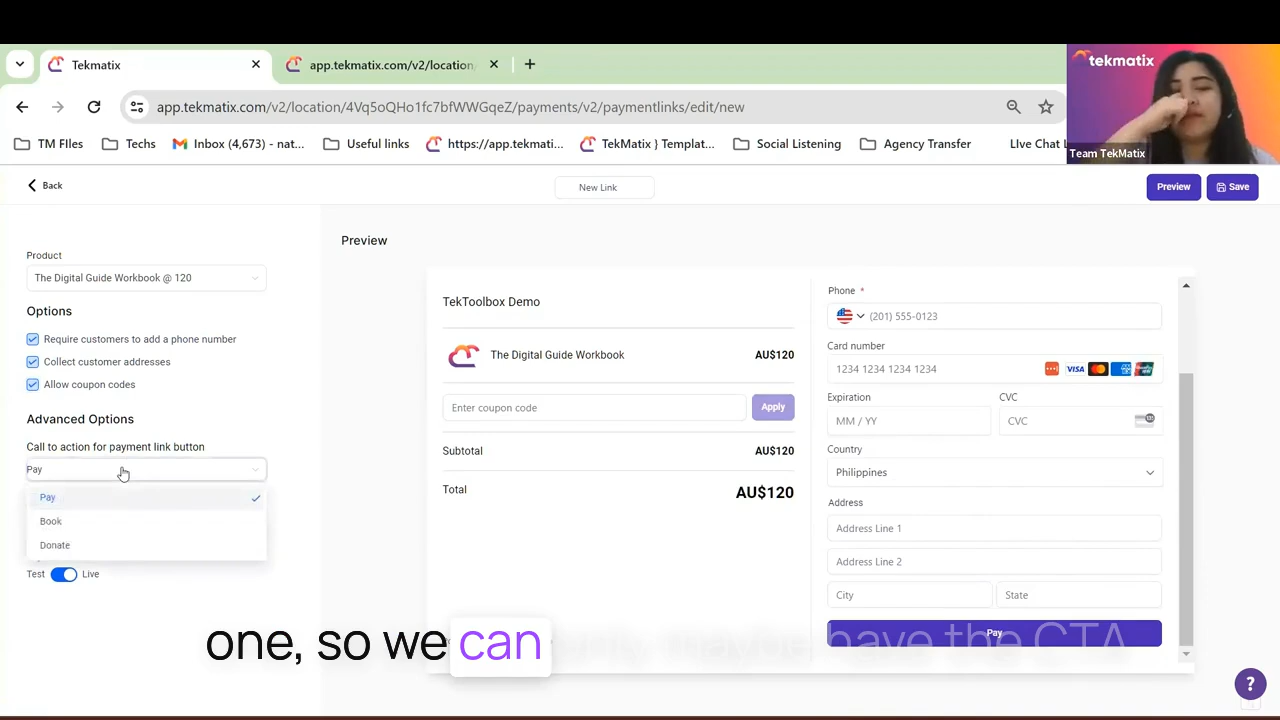 Tekmatix
app.tekmatix.com/v2/location/
tekmatix
app.tekmatix.com/v2/location/4Vq5oQHo1fc7bfWWGqeZ/payments/v2/paymentlinks/edit/new
TM FIles
Techs
Inbox (4,673) - nat...
Useful links
https://app.tekmati...
TekMatix } Templat...
Social Listening
Agency Transfer
LIve Chat
Team TekMatix
Back
New Link
Preview
Save
Product
The Digital Guide Workbook @ 120
Options
Require customers to add a phone number
Collect customer addresses
Allow coupon codes
Advanced Options
Call to action for payment link button
Pay
Pay
Book
Donate
Test
Live
Preview
TekToolbox Demo
The Digital Guide Workbook
AU$120
Enter coupon code
Apply
Subtotal
AU$120
Total
AU$120
Phone *
(201) 555-0123
Card number
1234 1234 1234 1234
VISA
Expiration
CVC
MM / YY
CVC
Country
Philippines
Address
Address Line 1
Address Line 2
City
State
Pay
one, so we can maybe have the CTA
?